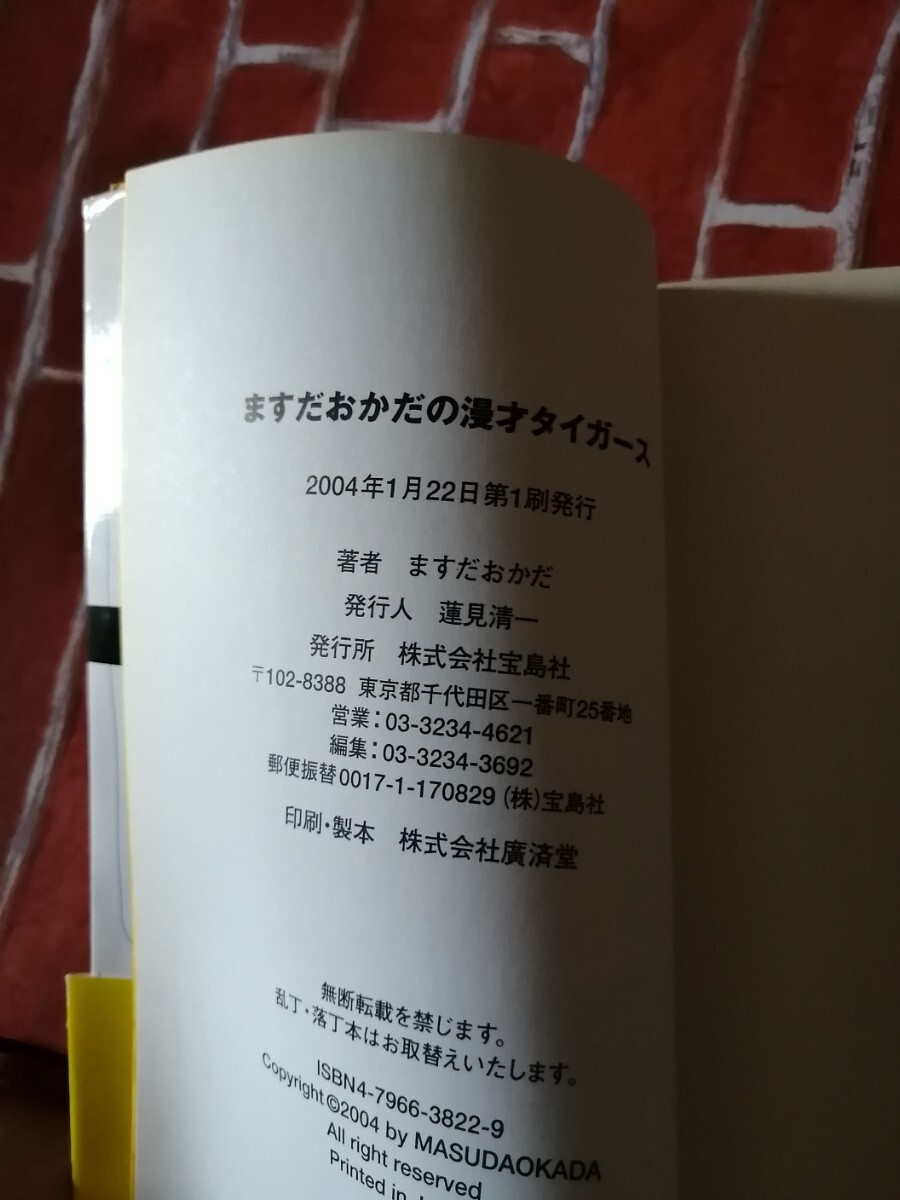 ますだおかだの漫才タイガース
2004年1月22日第1刷発行
著者 ますだおかだ
発行人 蓮見清一
発行所 株式会社宝島社
〒102-8388 東京都千代田区一番町25番地
営業：03-3234-4621
編集：03-3234-3692
郵便振替0017-1-170829（株）宝島社
印刷・製本 株式会社廣済堂
無断転載を禁じます。
乱丁・落丁本はお取替えいたします。
ISBN4-7966-3822-9
Copyright©2004 by MASUDAOKADA
All right reserved
Printed in